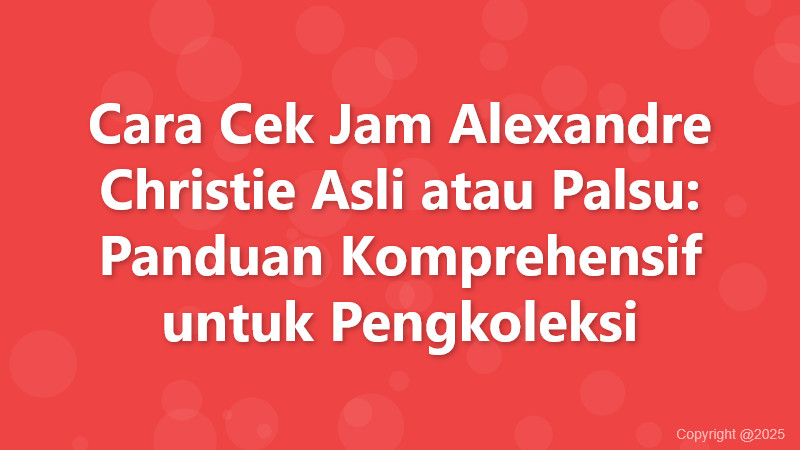 Cara Cek Jam Alexandre
Christie Asli atau Palsu:
Panduan Komprehensif
untuk Pengkoleksi
Copyright @2025